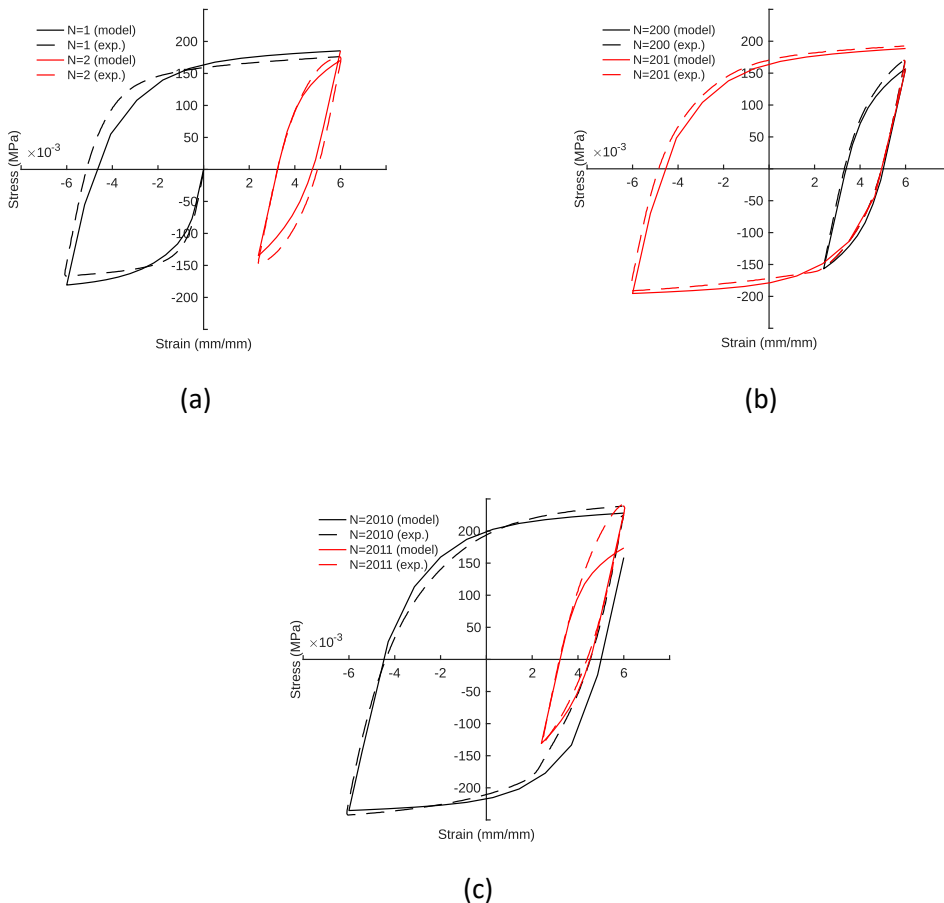 N=1 (model)
N=1 (exp.)
N=2 (model)
N=2 (exp.)
200
150
100
50
-50
-100
-150
-200
×10-3
-6 -4 -2 0 2 4 6
Stress (MPa)
Strain (mm/mm)
(a)
N=200 (model)
N=200 (exp.)
N=201 (model)
N=201 (exp.)
200
150
100
50
-50
-100
-150
-200
×10-3
-6 -4 -2 0 2 4 6
Stress (MPa)
Strain (mm/mm)
(b)
N=2010 (model)
N=2010 (exp.)
N=2011 (model)
N=2011 (exp.)
200
150
100
50
-50
-100
-150
-200
×10-3
-6 -4 -2 0 2 4 6
Stress (MPa)
Strain (mm/mm)
(c)